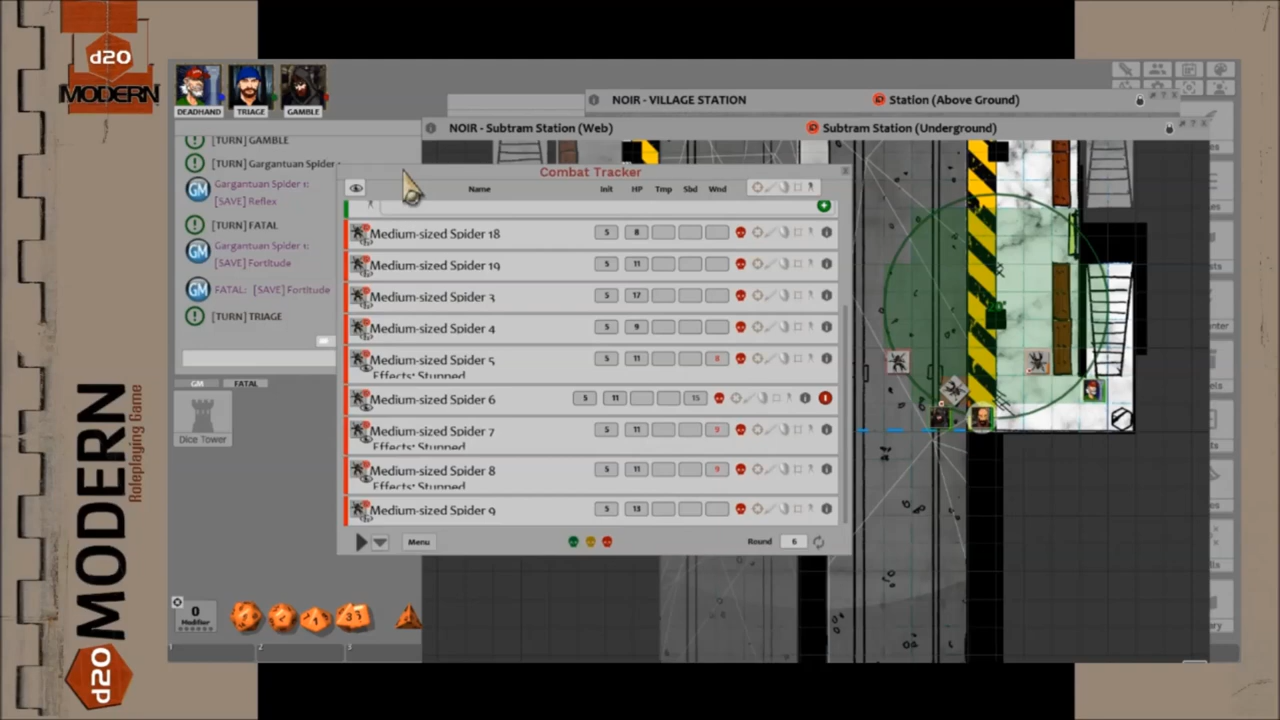 d20
MODERN
DEADHAND
TRIAGE
GAMBLE
NOIR - VILLAGE STATION
Station (Above Ground)
NOIR - Subtram Station (Web)
Subtram Station (Underground)
[TURN] GAMBLE
[TURN] Gargantuan Spider
GM
Gargantuan Spider 1:
[SAVE] Reflex
[TURN] FATAL
GM
Gargantuan Spider 1:
[SAVE] Fortitude
GM
FATAL: [SAVE] Fortitude
[TURN] TRIAGE
GM
FATAL
Dice Tower
0
Modifier
1
2
3
Combat Tracker
Name Init HP Tmp Sbd Wnd
Medium-sized Spider 18 5 8
Medium-sized Spider 19 5 11
Medium-sized Spider 3 5 17
Medium-sized Spider 4 5 9
Medium-sized Spider 5 5 11 8
Effects: Stunned
Medium-sized Spider 6 5 11 15
Medium-sized Spider 7 5 11 9
Effects: Stunned
Medium-sized Spider 8 5 11 9
Effects: Stunned
Medium-sized Spider 9 5 13
Menu
Round 6
d20 MODERN
Roleplaying Game